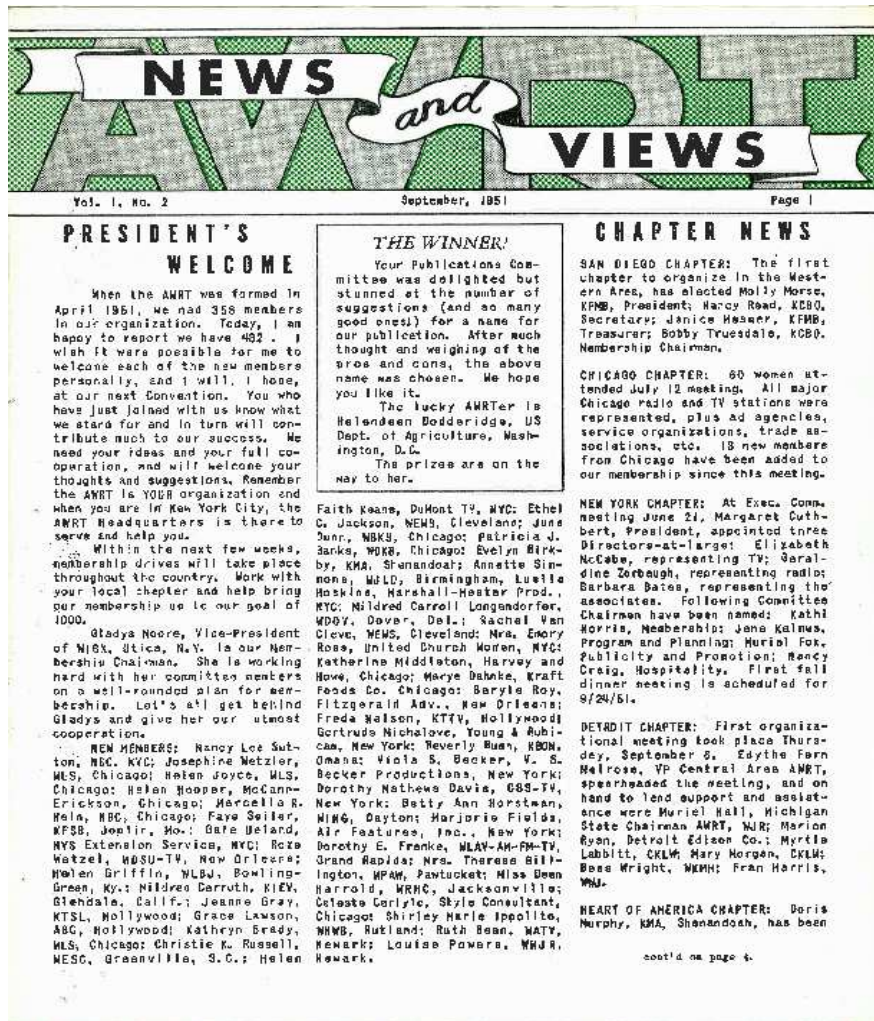 AWRT
NEWS
and
VIEWS
Vol. 1, No. 2
September, 1951
Page 1
PRESIDENT'S
WELCOME
When the AWRT was formed in
April 1951, we had 358 members
in our organization. Today, I am
happy to report we have 482 . I
wish it were possible for me to
welcome each of the new members
personally, and I will, I hope,
at our next Convention. You who
have just joined with us know what
we stand for and in turn will con-
tribute much to our success. We
need your ideas and your full co-
operation, and will welcome your
thoughts and suggestions. Remember
the AWRT is YOUR organization and
when you are in New York City, the
AWRT Headquarters is there to
serve and help you.
Within the next few weeks,
membership drives will take place
throughout the country. Work with
your local chapter and help bring
our membership up to our goal of
1000.
Gladys Moore, Vice-President
of WIBX, Utica, N.Y. is our Mem-
bership Chairman. She is working
hard with her committee members
on a well-rounded plan for mem-
bership. Let's all get behind
Gladys and give her our utmost
cooperation.
NEW MEMBERS: Nancy Lee Sut-
ton, NBC. NYC; Josephine Wetzler,
WLS, Chicago; Helen Joyce, WLS,
Chicago: Helen Hooper, McCann-
Erickson, Chicago; Marcella R.
Hein, NBC, Chicago; Faye Seiler,
KFSB, Joplin, Mo.; Gale Ueland,
NYS Extension Service, NYC; Roza
Watzel, WDSU-TV, New Orleans;
Helen Griffin, WLBJ, Bowling-
Green, Ky.; Mildred Carruth, KIEV,
Glendale, Calif.; Jeanne Gray,
KTSL, Hollywood; Grace Lawson,
ABC, Hollywood; Kathryn Brady,
WLS, Chicago; Christie K. Russell,
WESC, Greenville, S.C.; Helen
THE WINNER!
Your Publications Com-
mittee was delighted but
stunned at the number of
suggestions (and so many
good ones!) for a name for
our publication. After much
thought and weighing of the
pros and cons, the above
name was chosen. We hope
you like it.
The lucky AWRTer is
Helendeen Dodderidge, US
Dept. of Agriculture, Wash-
ington, D.C.
The prizes are on the
way to her.
Faith Keane, DuMont TV, NYC: Ethel
C. Jackson, WEWS, Cleveland; June
Dunn, WBKB, Chicago; Patricia J.
Banks, Chicago; Evelyn Birk-
by, KMA, Shenandoah; Annette Sim-
mons, WSLD, Birmingham, Luella
Hoskins, Marshall-Hester Prod.,
NYC; Mildred Carroll Longendorfer,
WDOV, Dover, Del.; Rachel Van
Cleve, WEWS, Cleveland: Mrs. Emory
Ross, United Church Women, NYC;
Katherine Middleton, Harvey and
Howe, Chicago; Marye Dahnke, Kraft
Foods Co. Chicago: Beryle Roy,
Fitzgerald Adv., New Orleans;
Freda Nelson, KTTV, Hollywood;
Gertrude Michalove, Young & Rubi-
cam, New York; Beverly Bush, KBON,
Omaha; Viola S. Becker, V. S.
Becker Productions, New York;
Dorothy Mathews Davis, CBS-TV,
New York; Betty Ann Horstman,
WING, Dayton; Marjorie Fields,
Air Features, Inc., New York;
Dorothy E. Franke, WLAV-AM-FM-TV,
Grand Rapids; Mrs. Therese Bill-
ington, WPAW, Pawtucket; Miss Dean
Harrold, WRHC, Jacksonville;
Celeste Carlyle, Style Consultant,
Chicago; Shirley Marie Ippolito,
WHWB, Rutland; Ruth Bean, WATV,
Newark; Louise Powers, WNJR,
Newark.
CHAPTER NEWS
SAN DIEGO CHAPTER: The first
chapter to organize in the West-
ern Area, has elected Molly Morse,
KFMB, President; Nancy Read, KCBQ,
Secretary; Janice Heaner, KFMB,
Treasurer; Bobby Truesdale, KCBQ.
Membership Chairman.
CHICAGO CHAPTER: 60 women at-
tended July 12 meeting. All major
Chicago radio and TV stations were
represented, plus ad agencies,
service organizations, trade as-
sociations, etc. 18 new members
from Chicago have been added to
our membership since this meeting.
NEW YORK CHAPTER: At Exec. Comm.
meeting June 21, Margaret Cuth-
bert, President, appointed three
Directors-at-large: Elizabeth
McCabe, representing TV; Geral-
dine Zorbaugh, representing radio;
Barbara Bates, representing the
associates. Following Committee
Chairmen have been named: Kathi
Norris, Membership; Jane Kalmus,
Program and Planning; Muriel Fox,
Publicity and Promotion; Nancy
Craig, Hospitality. First fall
dinner meeting is scheduled for
9/24/51.
DETROIT CHAPTER: First organiza-
tional meeting took place Thurs-
day, September 6. Edythe Fern
Melrose, VP Central Area AWRT,
spearheaded the meeting, and on
hand to lend support and assist-
ance were Muriel Hall, Michigan
State Chairman AWRT, WJR; Marion
Ryan, Detroit Edison Co.; Myrtle
Labbitt, CKLW; Mary Morgan, CKLW;
Bess Wright, WKMH; Fran Harris,
WWJ.
HEART OF AMERICA CHAPTER: Doris
Murphy, KMA, Shenandoah, has been
cont'd on page 4.